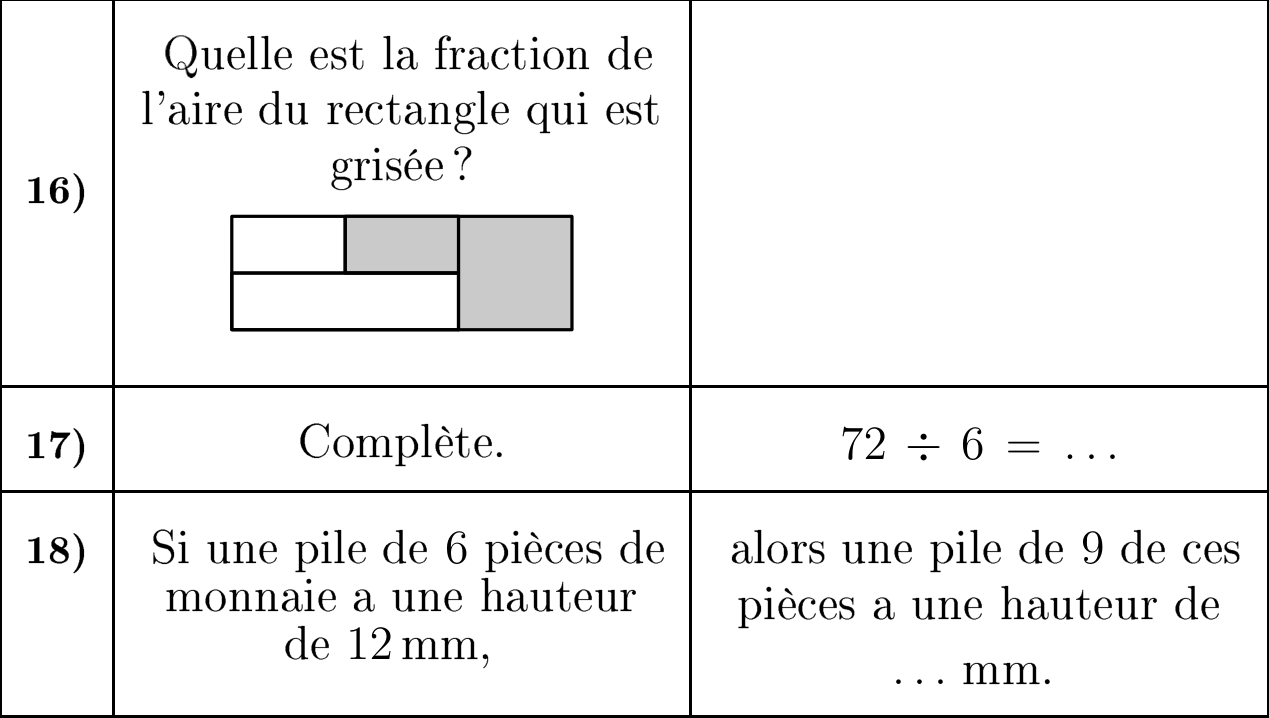 16)
Quelle est la fraction de
l'aire du rectangle qui est
grisée ?
17)
Complète.
72 ÷ 6 = ...
18)
Si une pile de 6 pièces de
monnaie a une hauteur
de 12 mm,
alors une pile de 9 de ces
pièces a une hauteur de
... mm.